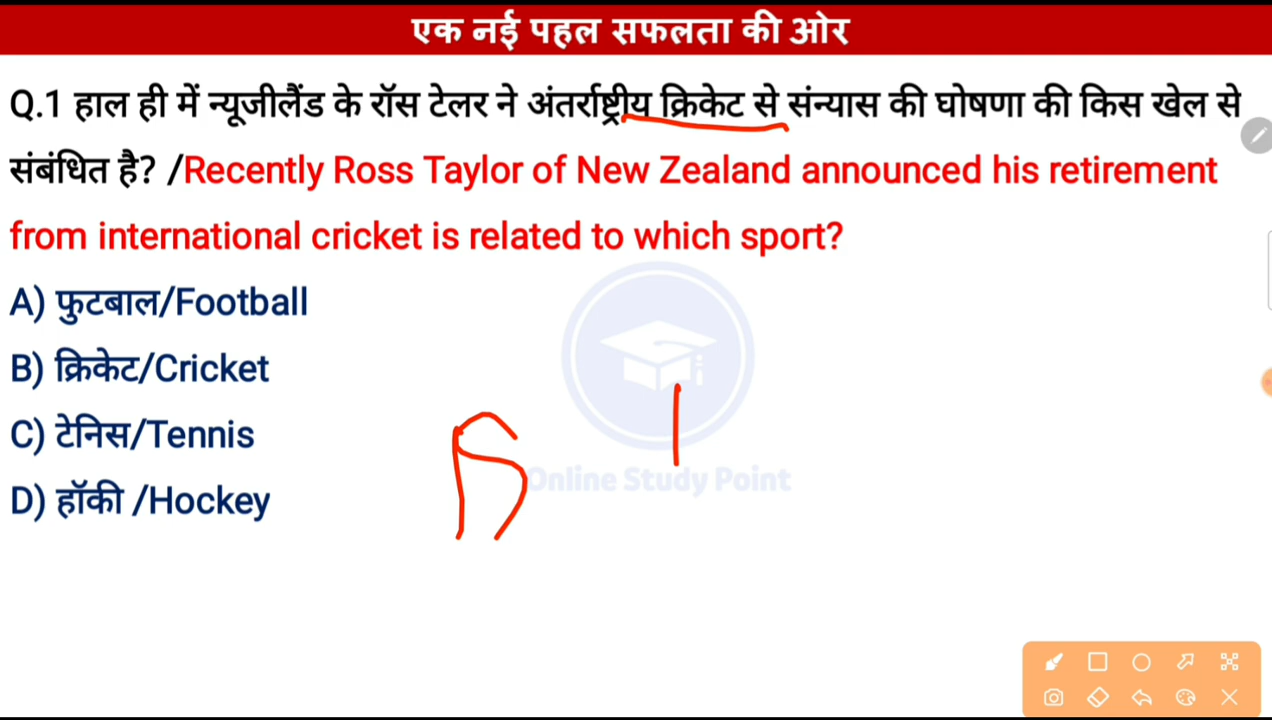 एक नई पहल सफलता की ओर
Q.1 हाल ही में न्यूजीलैंड के रॉस टेलर ने अंतर्राष्ट्रीय क्रिकेट से संन्यास की घोषणा की किस खेल से
संबंधित है? /Recently Ross Taylor of New Zealand announced his retirement
from international cricket is related to which sport?
A) फुटबाल/Football
B) क्रिकेट/Cricket
C) टेनिस/Tennis
D) हॉकी /Hockey
Online Study Point